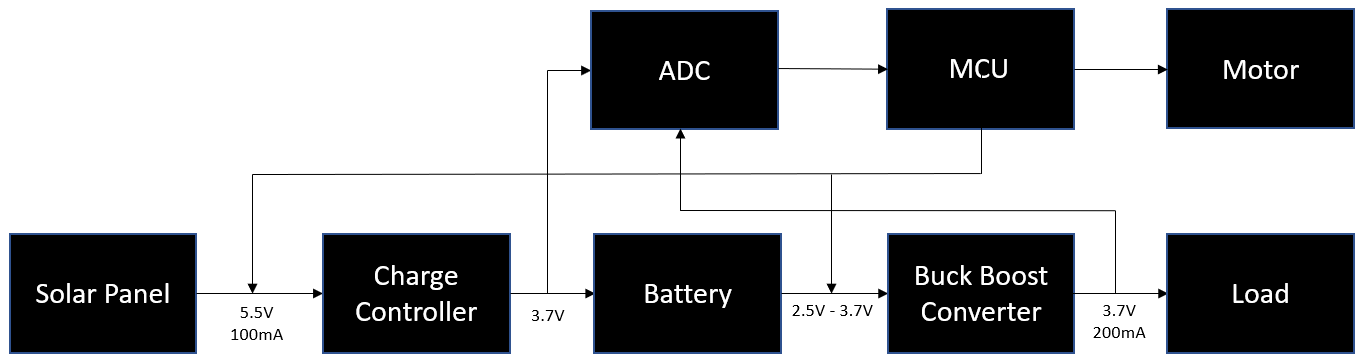 ADC
MCU
Motor
Solar Panel
Charge
Controller
Battery
Buck Boost
Converter
Load
5.5V
100mA
3.7V
2.5V - 3.7V
3.7V
200mA